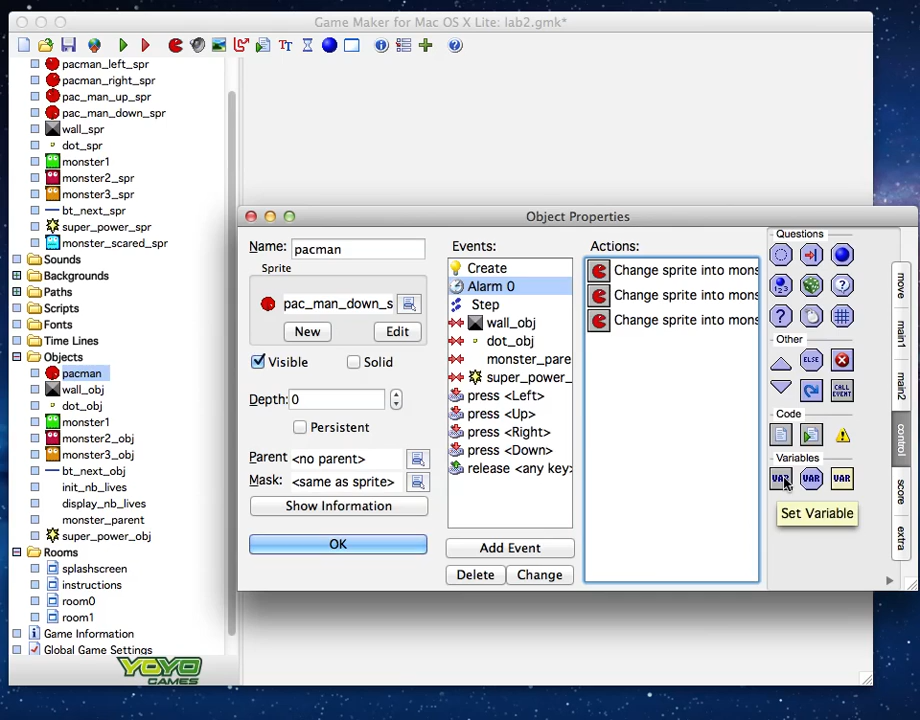 Game Maker for Mac OS X Lite: lab2.gmk*
pacman_left_spr
pacman_right_spr
pac_man_up_spr
pac_man_down_spr
wall_spr
dot_spr
monster1
monster2_spr
monster3_spr
bt_next_spr
super_power_spr
monster_scared_spr
Sounds
Backgrounds
Paths
Scripts
Fonts
Time Lines
Objects
pacman
wall_obj
dot_obj
monster1
monster2_obj
monster3_obj
bt_next_obj
init_nb_lives
display_nb_lives
monster_parent
super_power_obj
Rooms
splashscreen
instructions
room0
room1
Game Information
Global Game Settings
YOYO
GAMES
Object Properties
Name: pacman
Sprite
pac_man_down_s
New Edit
Visible Solid
Depth: 0
Persistent
Parent <no parent>
Mask: <same as sprite>
Show Information
OK
Events:
Create
Alarm 0
Step
wall_obj
dot_obj
monster_pare
super_power_
press <Left>
press <Up>
press <Right>
press <Down>
release <any key>
Add Event
Delete Change
Actions:
Change sprite into mons
Change sprite into mons
Change sprite into mons
Questions
Other
ELSE
CALL
EVENT
Code
Variables
VAR VAR VAR
Set Variable
move
main1
main2
control
score
extra